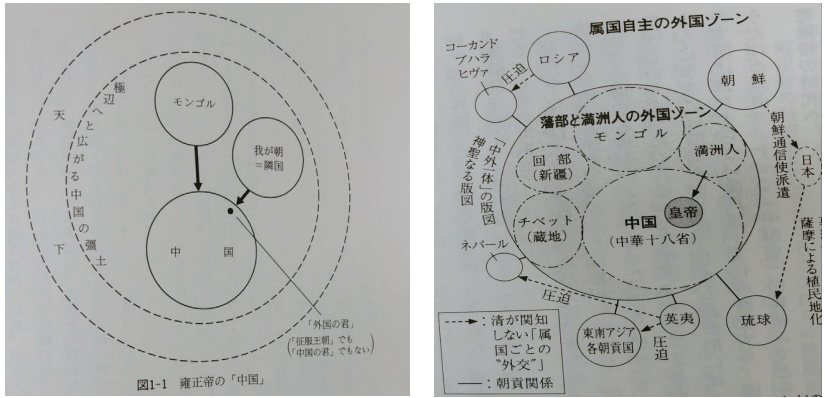 モンゴル
我が朝
=隣国
中国
天下
極辺へと広がる中国の疆土
「外国の君」
(「征服王朝」でも
「中国の君」でもない)
図1-1 雍正帝の「中国」
属国自主の外国ゾーン
コーカンド
ブハラ
ヒヴァ
圧迫
ロシア
朝鮮
藩部と満洲人の外国ゾーン
モンゴル
満洲人
回部
(新疆)
「中外一体」の版図
神聖なる版図
朝鮮通信使派遣
日本
チベット
(蔵地)
中国
(中華十八省)
皇帝
ネパール
圧迫
薩摩による植民地化
東南アジア
各朝貢国
圧迫
英夷
琉球
:清が関知
しない「属
国ごとの
"外交"」
:朝貢関係